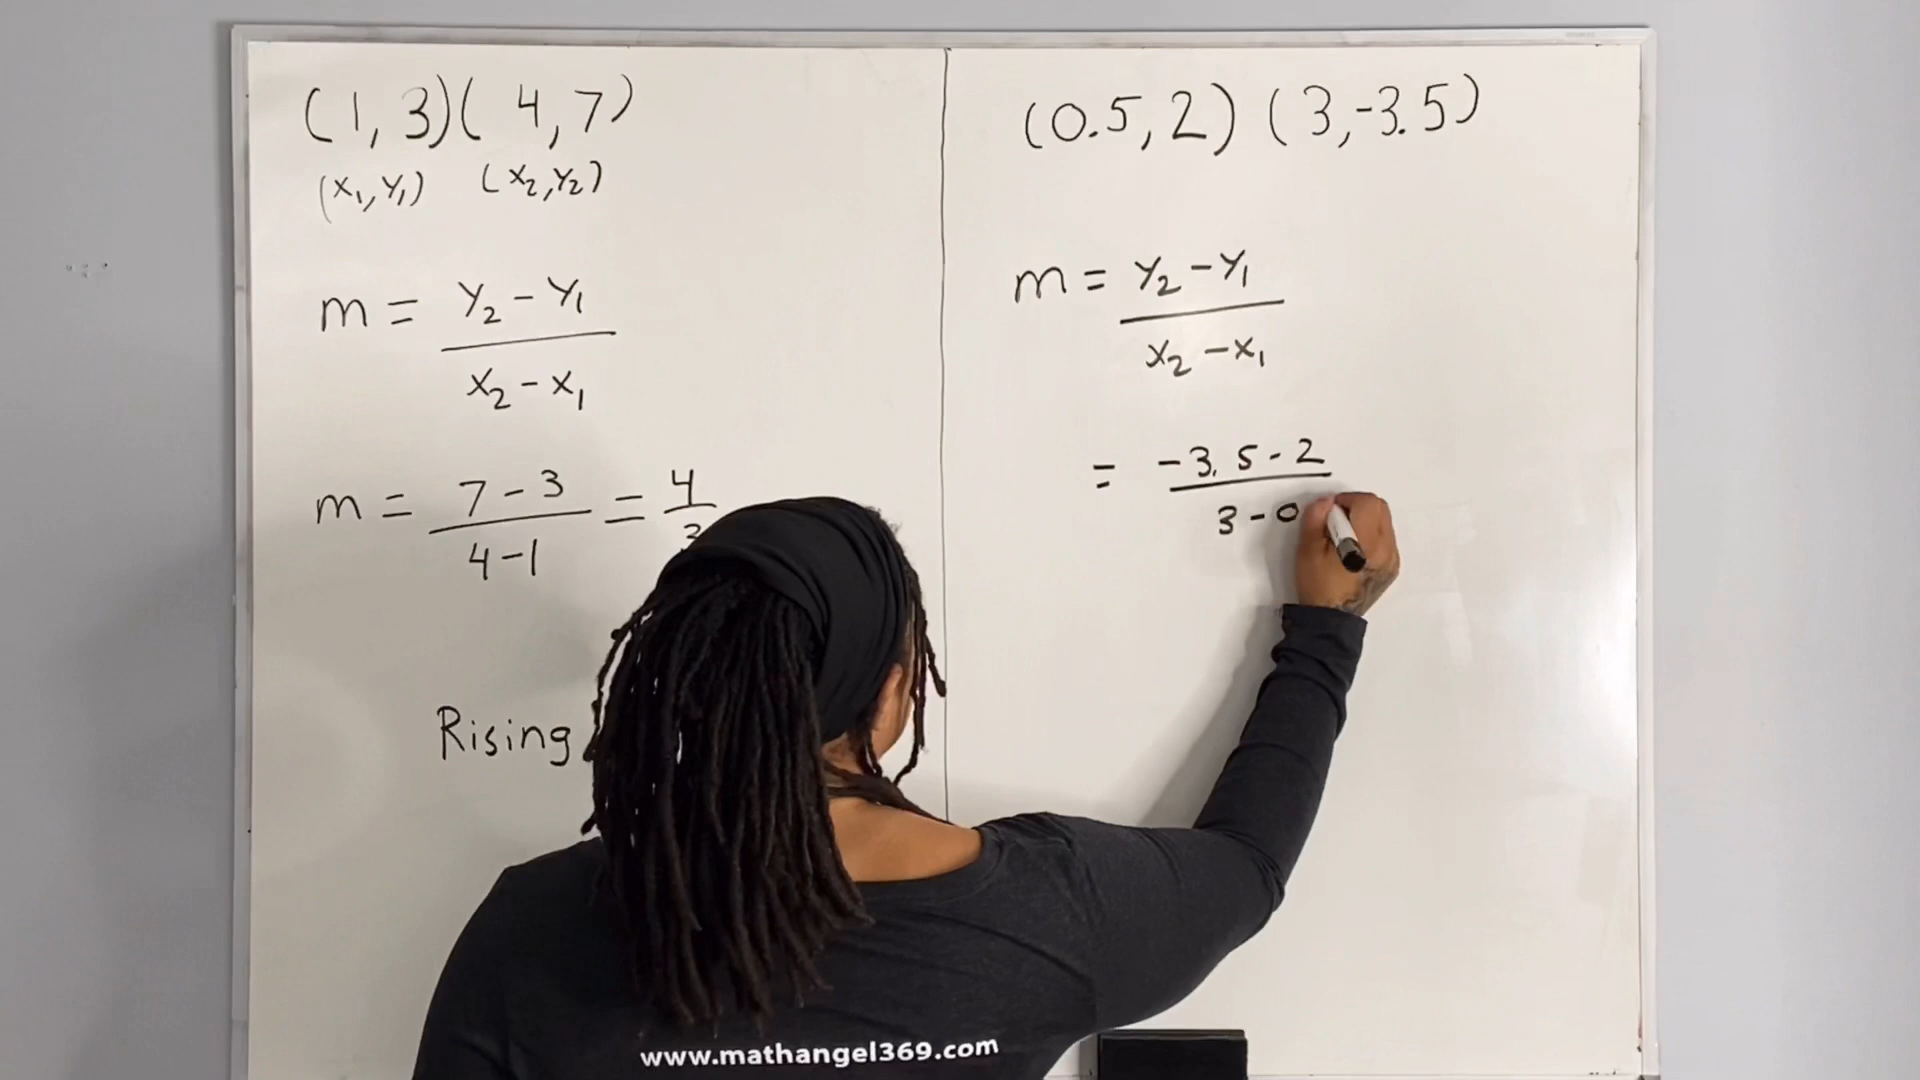 (1, 3)( 4, 7)
(x₁, y₁) (x₂, y₂)
m = y₂ - y₁
x₂ - x₁
m = 7 - 3 = 4
4 - 1 3
Rising
(0.5, 2) (3, -3.5)
m = y₂ - y₁
x₂ - x₁
= -3.5 - 2
3 - 0
www.mathangel369.com